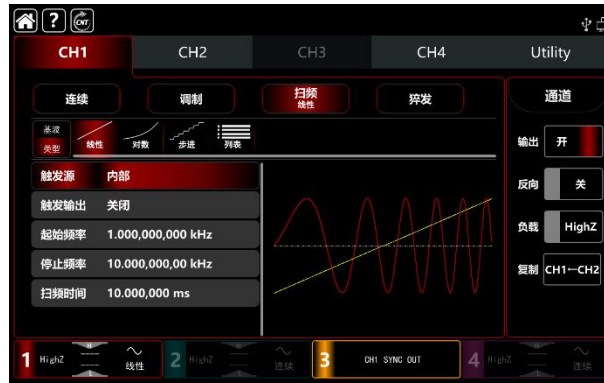 ? CNT
CH1 CH2 CH3 CH4 Utility
连续 调制 扫频 线性 猝发 通道
基波 类型 线性 对数 步进 列表
输出 开
触发源 内部
反向 关
触发输出 关闭
起始频率 1.000,000,000 kHz
负载 HighZ
停止频率 10.000,000,00 kHz
复制 CH1←CH2
扫频时间 10.000,000 ms
1 HighZ 线性 2 HighZ 连续 3 CH1 SYNC OUT 4 HighZ 连续